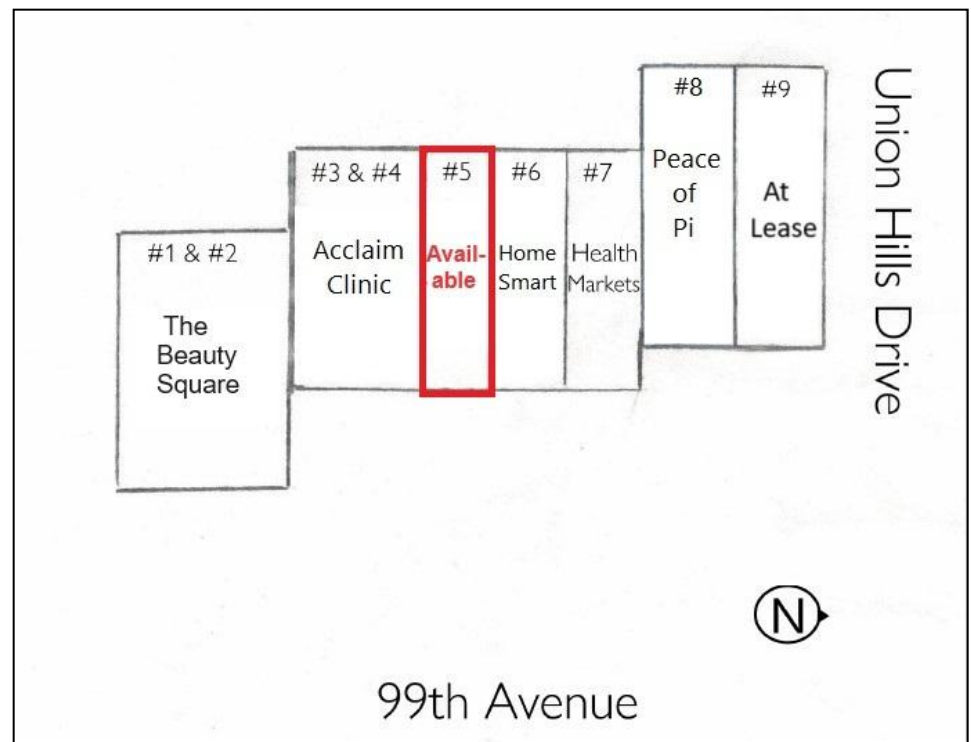 #1 & #2
The
Beauty
Square
#3 & #4
Acclaim
Clinic
#5
Avail-
able
#6
Home
Smart
#7
Health
Markets
#8
Peace
of
Pi
#9
At
Lease
Union Hills Drive
N
99th Avenue